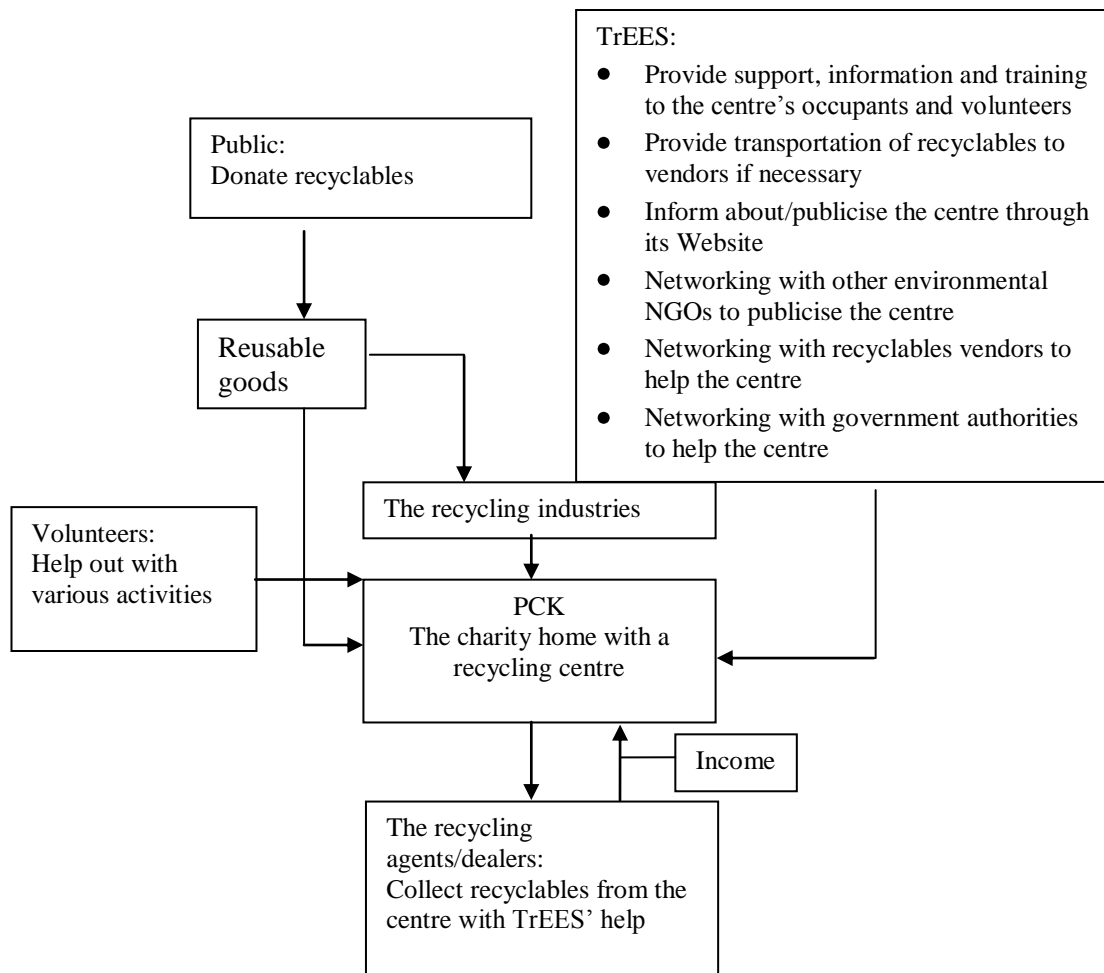 TrEES:
● Provide support, information and training
to the centre's occupants and volunteers
● Provide transportation of recyclables to
vendors if necessary
● Inform about/publicise the centre through
its Website
● Networking with other environmental
NGOs to publicise the centre
● Networking with recyclables vendors to
help the centre
● Networking with government authorities
to help the centre
Public:
Donate recyclables
Reusable
goods
The recycling industries
Volunteers:
Help out with
various activities
PCK
The charity home with a
recycling centre
Income
The recycling
agents/dealers:
Collect recyclables from the
centre with TrEES' help